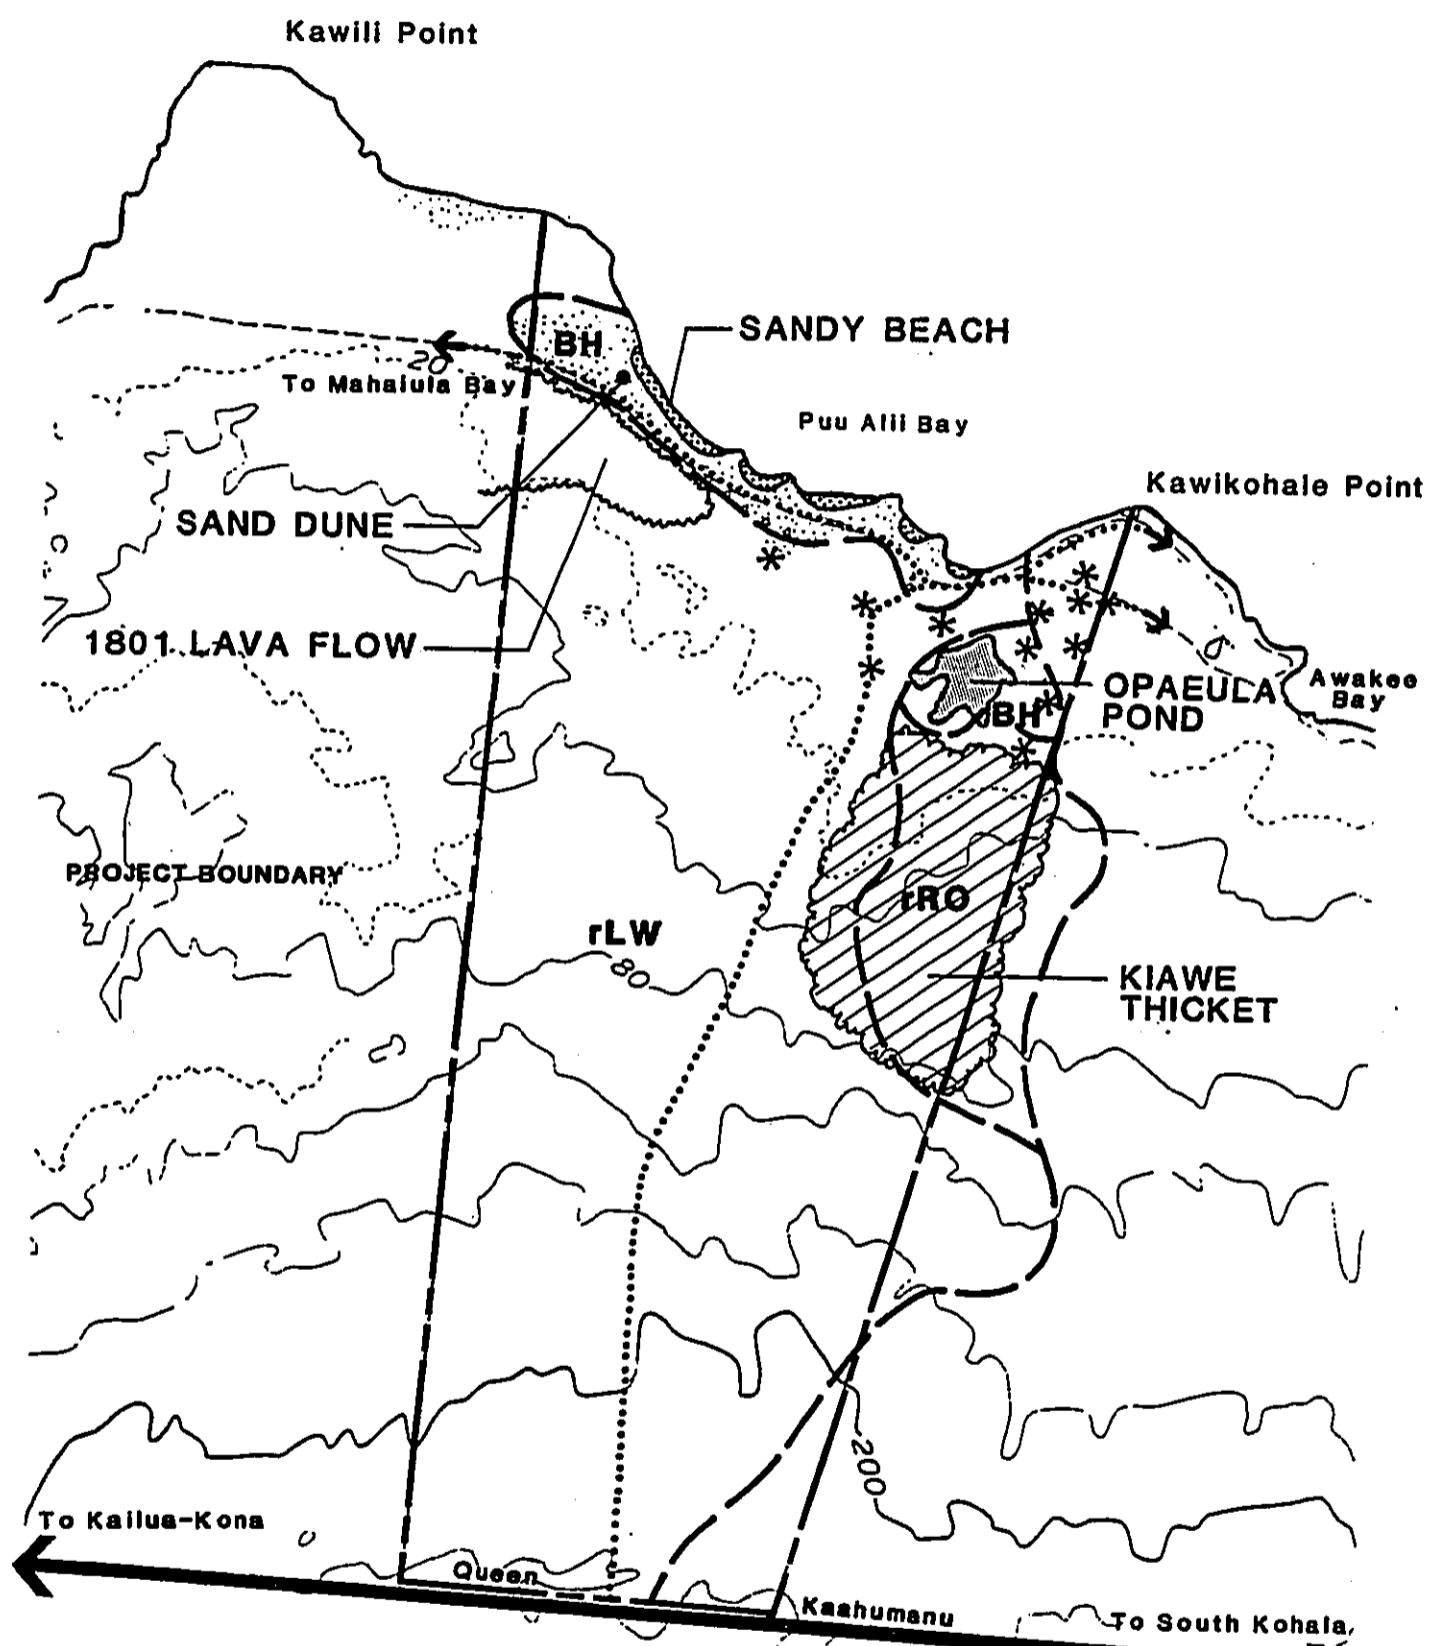 Kawili Point
SANDY BEACH
BH
20
To Mahaiula Bay
Puu Alii Bay
Kawikohale Point
SAND DUNE
1801 LAVA FLOW
OPAEULA
POND
Awakee
Bay
BH
PROJECT BOUNDARY
rRO
rLW
80
KIAWE
THICKET
200
To Kailua-Kona
Queen
Kaahumanu
To South Kohala